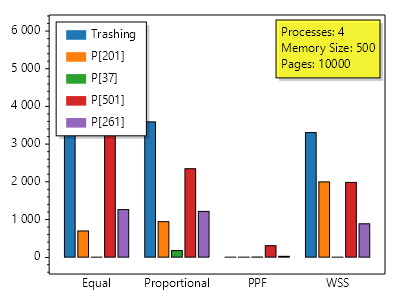 Trashing
P[201]
P[37]
P[501]
P[261]
Processes: 4
Memory Size: 500
Pages: 10000
6 000
5 000
4 000
3 000
2 000
1 000
0
Equal
Proportional
PPF
WSS